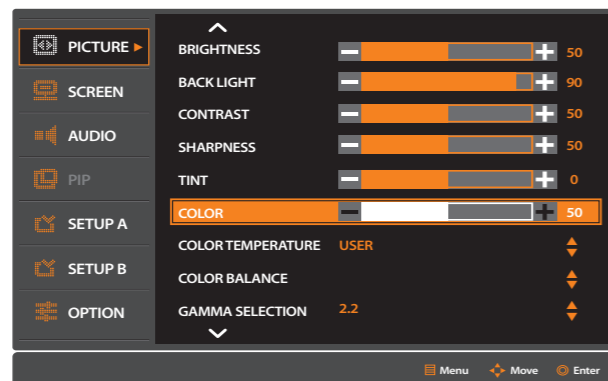 PICTURE
SCREEN
AUDIO
PIP
SETUP A
SETUP B
OPTION
BRIGHTNESS 50
BACK LIGHT 90
CONTRAST 50
SHARPNESS 50
TINT 0
COLOR 50
COLOR TEMPERATURE USER
COLOR BALANCE
GAMMA SELECTION 2.2
Menu Move Enter